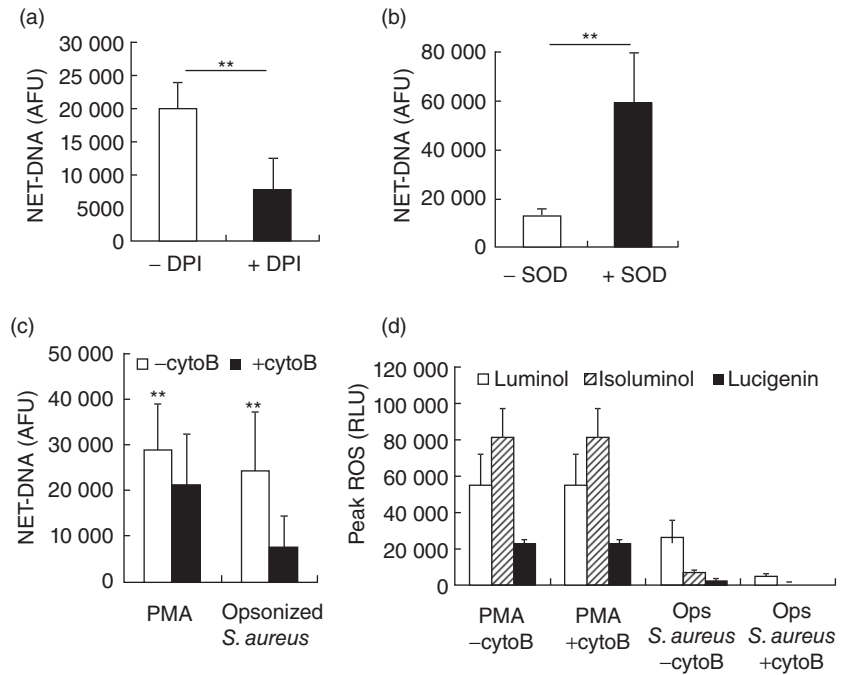 (a)
30 000
25 000
20 000
15 000
10 000
5000
0
NET-DNA (AFU)
**
– DPI + DPI
(b)
80 000
60 000
40 000
20 000
0
NET-DNA (AFU)
**
– SOD + SOD
(c)
50 000
40 000
30 000
20 000
10 000
0
NET-DNA (AFU)
–cytoB +cytoB
** **
PMA Opsonized
S. aureus
(d)
120 000
100 000
80 000
60 000
40 000
20 000
0
Peak ROS (RLU)
Luminol Isoluminol Lucigenin
PMA PMA Ops Ops
–cytoB +cytoB S. aureus S. aureus
–cytoB +cytoB